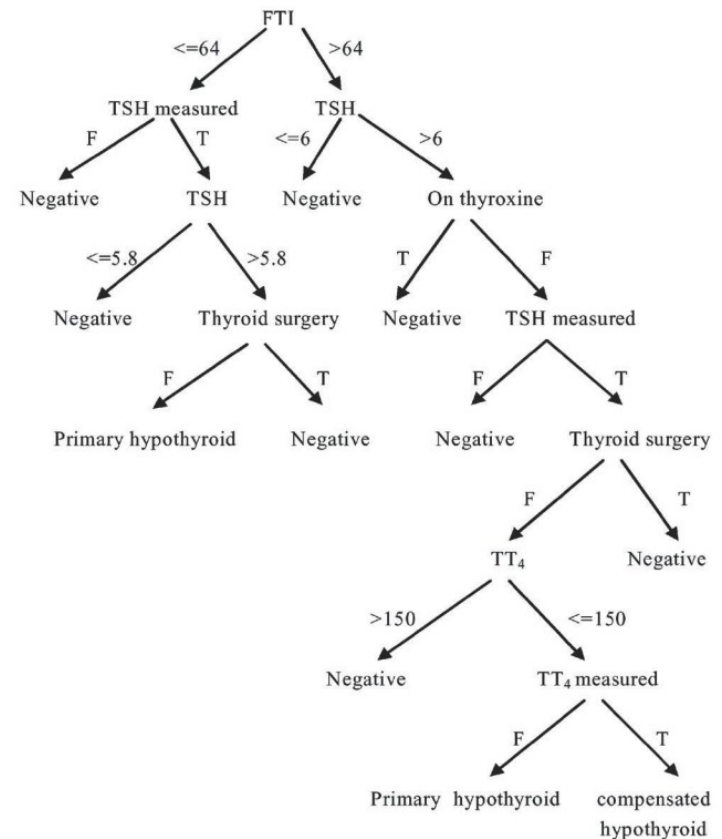 FTI
<=64 >64
TSH measured TSH
F T <=6 >6
Negative TSH Negative On thyroxine
<=5.8 >5.8 T F
Negative Thyroid surgery Negative TSH measured
F T F T
Primary hypothyroid Negative Negative Thyroid surgery
F T
TT₄ Negative
>150 <=150
Negative TT₄ measured
F T
Primary hypothyroid compensated
hypothyroid